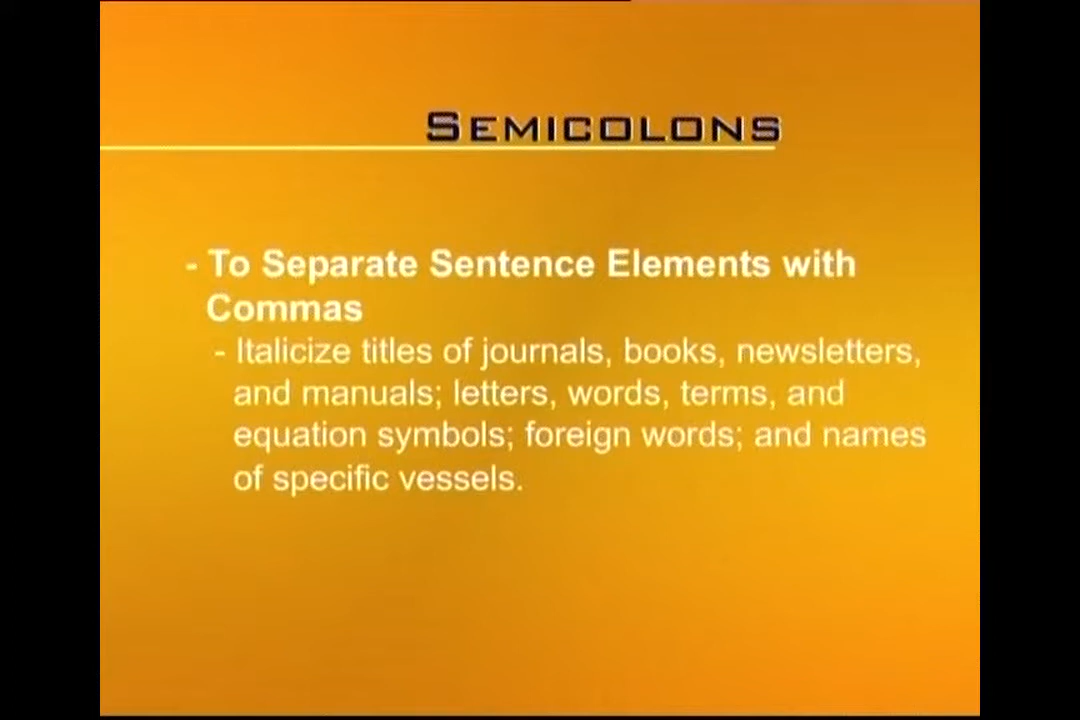 SEMICOLONS
- To Separate Sentence Elements with
Commas
- Italicize titles of journals, books, newsletters,
and manuals; letters, words, terms, and
equation symbols; foreign words; and names
of specific vessels.